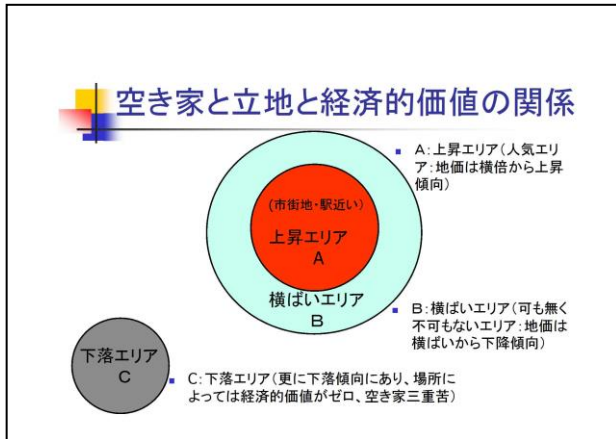 空き家と立地と経済的価値の関係
A:上昇エリア(人気エリ
ア:地価は横倍から上昇
傾向)
(市街地・駅近い)
上昇エリア
A
横ばいエリア
B
B:横ばいエリア(可も無く
不可もないエリア:地価は
横ばいから下降傾向)
下落エリア
C
C:下落エリア(更に下落傾向にあり、場所に
よっては経済的価値がゼロ、空き家三重苦)